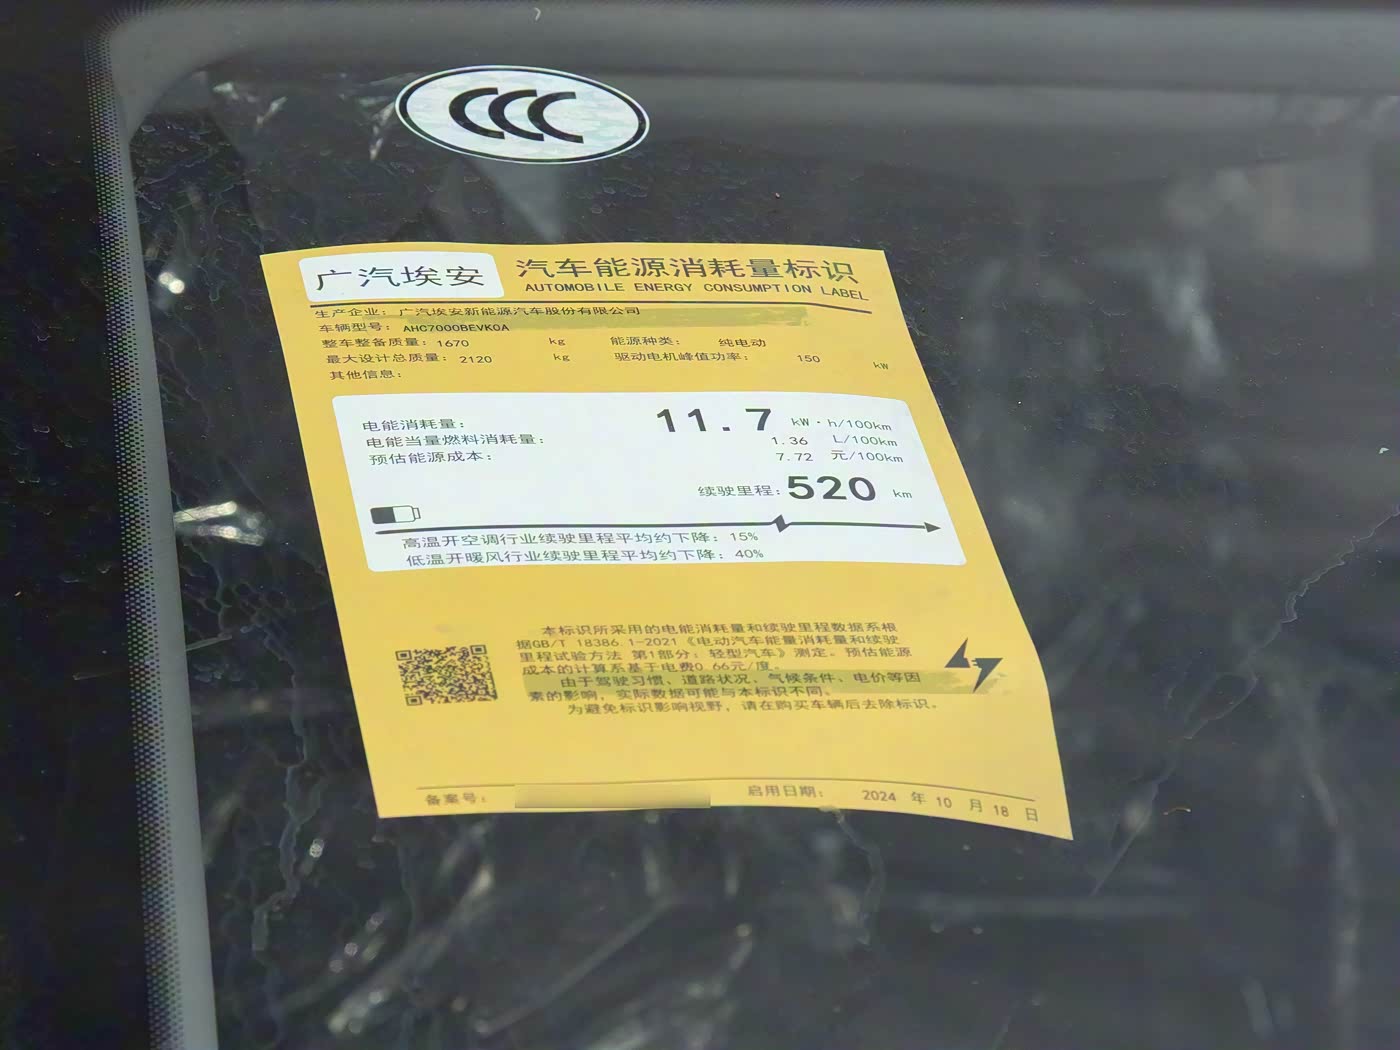 CCC
广汽埃安
汽车能源消耗量标识
AUTOMOBILE ENERGY CONSUMPTION LABEL
生产企业: 广汽埃安新能源汽车股份有限公司
车辆型号: AHC7000BEVK0A
整车整备质量: 1670 kg 能源种类: 纯电动
最大设计总质量: 2120 kg 驱动电机峰值功率: 150 kW
其他信息:
电能消耗量: 11.7 kW·h/100km
电能当量燃料消耗量: 1.36 L/100km
预估能源成本: 7.72 元/100km
续驶里程: 520 km
高温开空调行业续驶里程平均约下降: 15%
低温开暖风行业续驶里程平均约下降: 40%
本标识所采用的电能消耗量和续驶里程数据系根
据GB/T 18386.1-2021《电动汽车能量消耗量和续驶
里程试验方法 第1部分: 轻型汽车》测定。预估能源
成本的计算系基于电费0.66元/度。
由于驾驶习惯、道路状况、气候条件、电价等因
素的影响, 实际数据可能与本标识不同。
为避免标识影响视野, 请在购买车辆后去除标识。
备案号: 启用日期: 2024 年 10 月 18 日